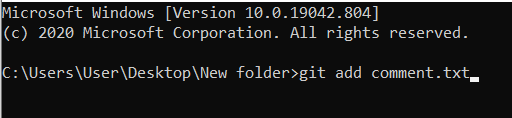 Microsoft Windows [Version 10.0.19042.804]
(c) 2020 Microsoft Corporation. All rights reserved.
C:\Users\User\Desktop\New folder>git add comment.txt